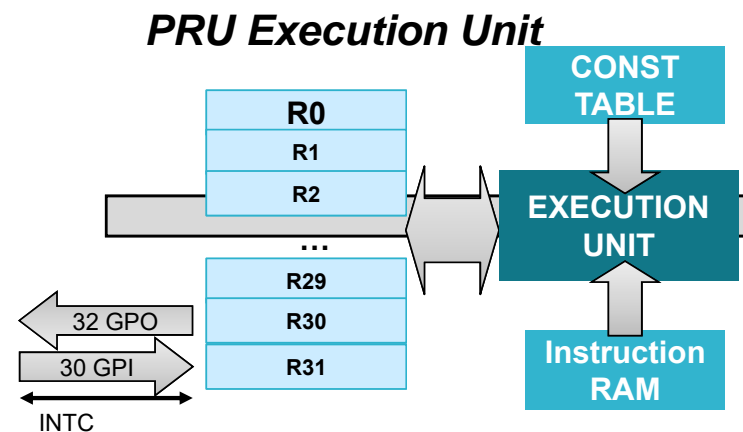 PRU Execution Unit
CONST
TABLE
R0
R1
R2
EXECUTION
UNIT
...
R29
R30
R31
32 GPO
30 GPI
INTC
Instruction
RAM